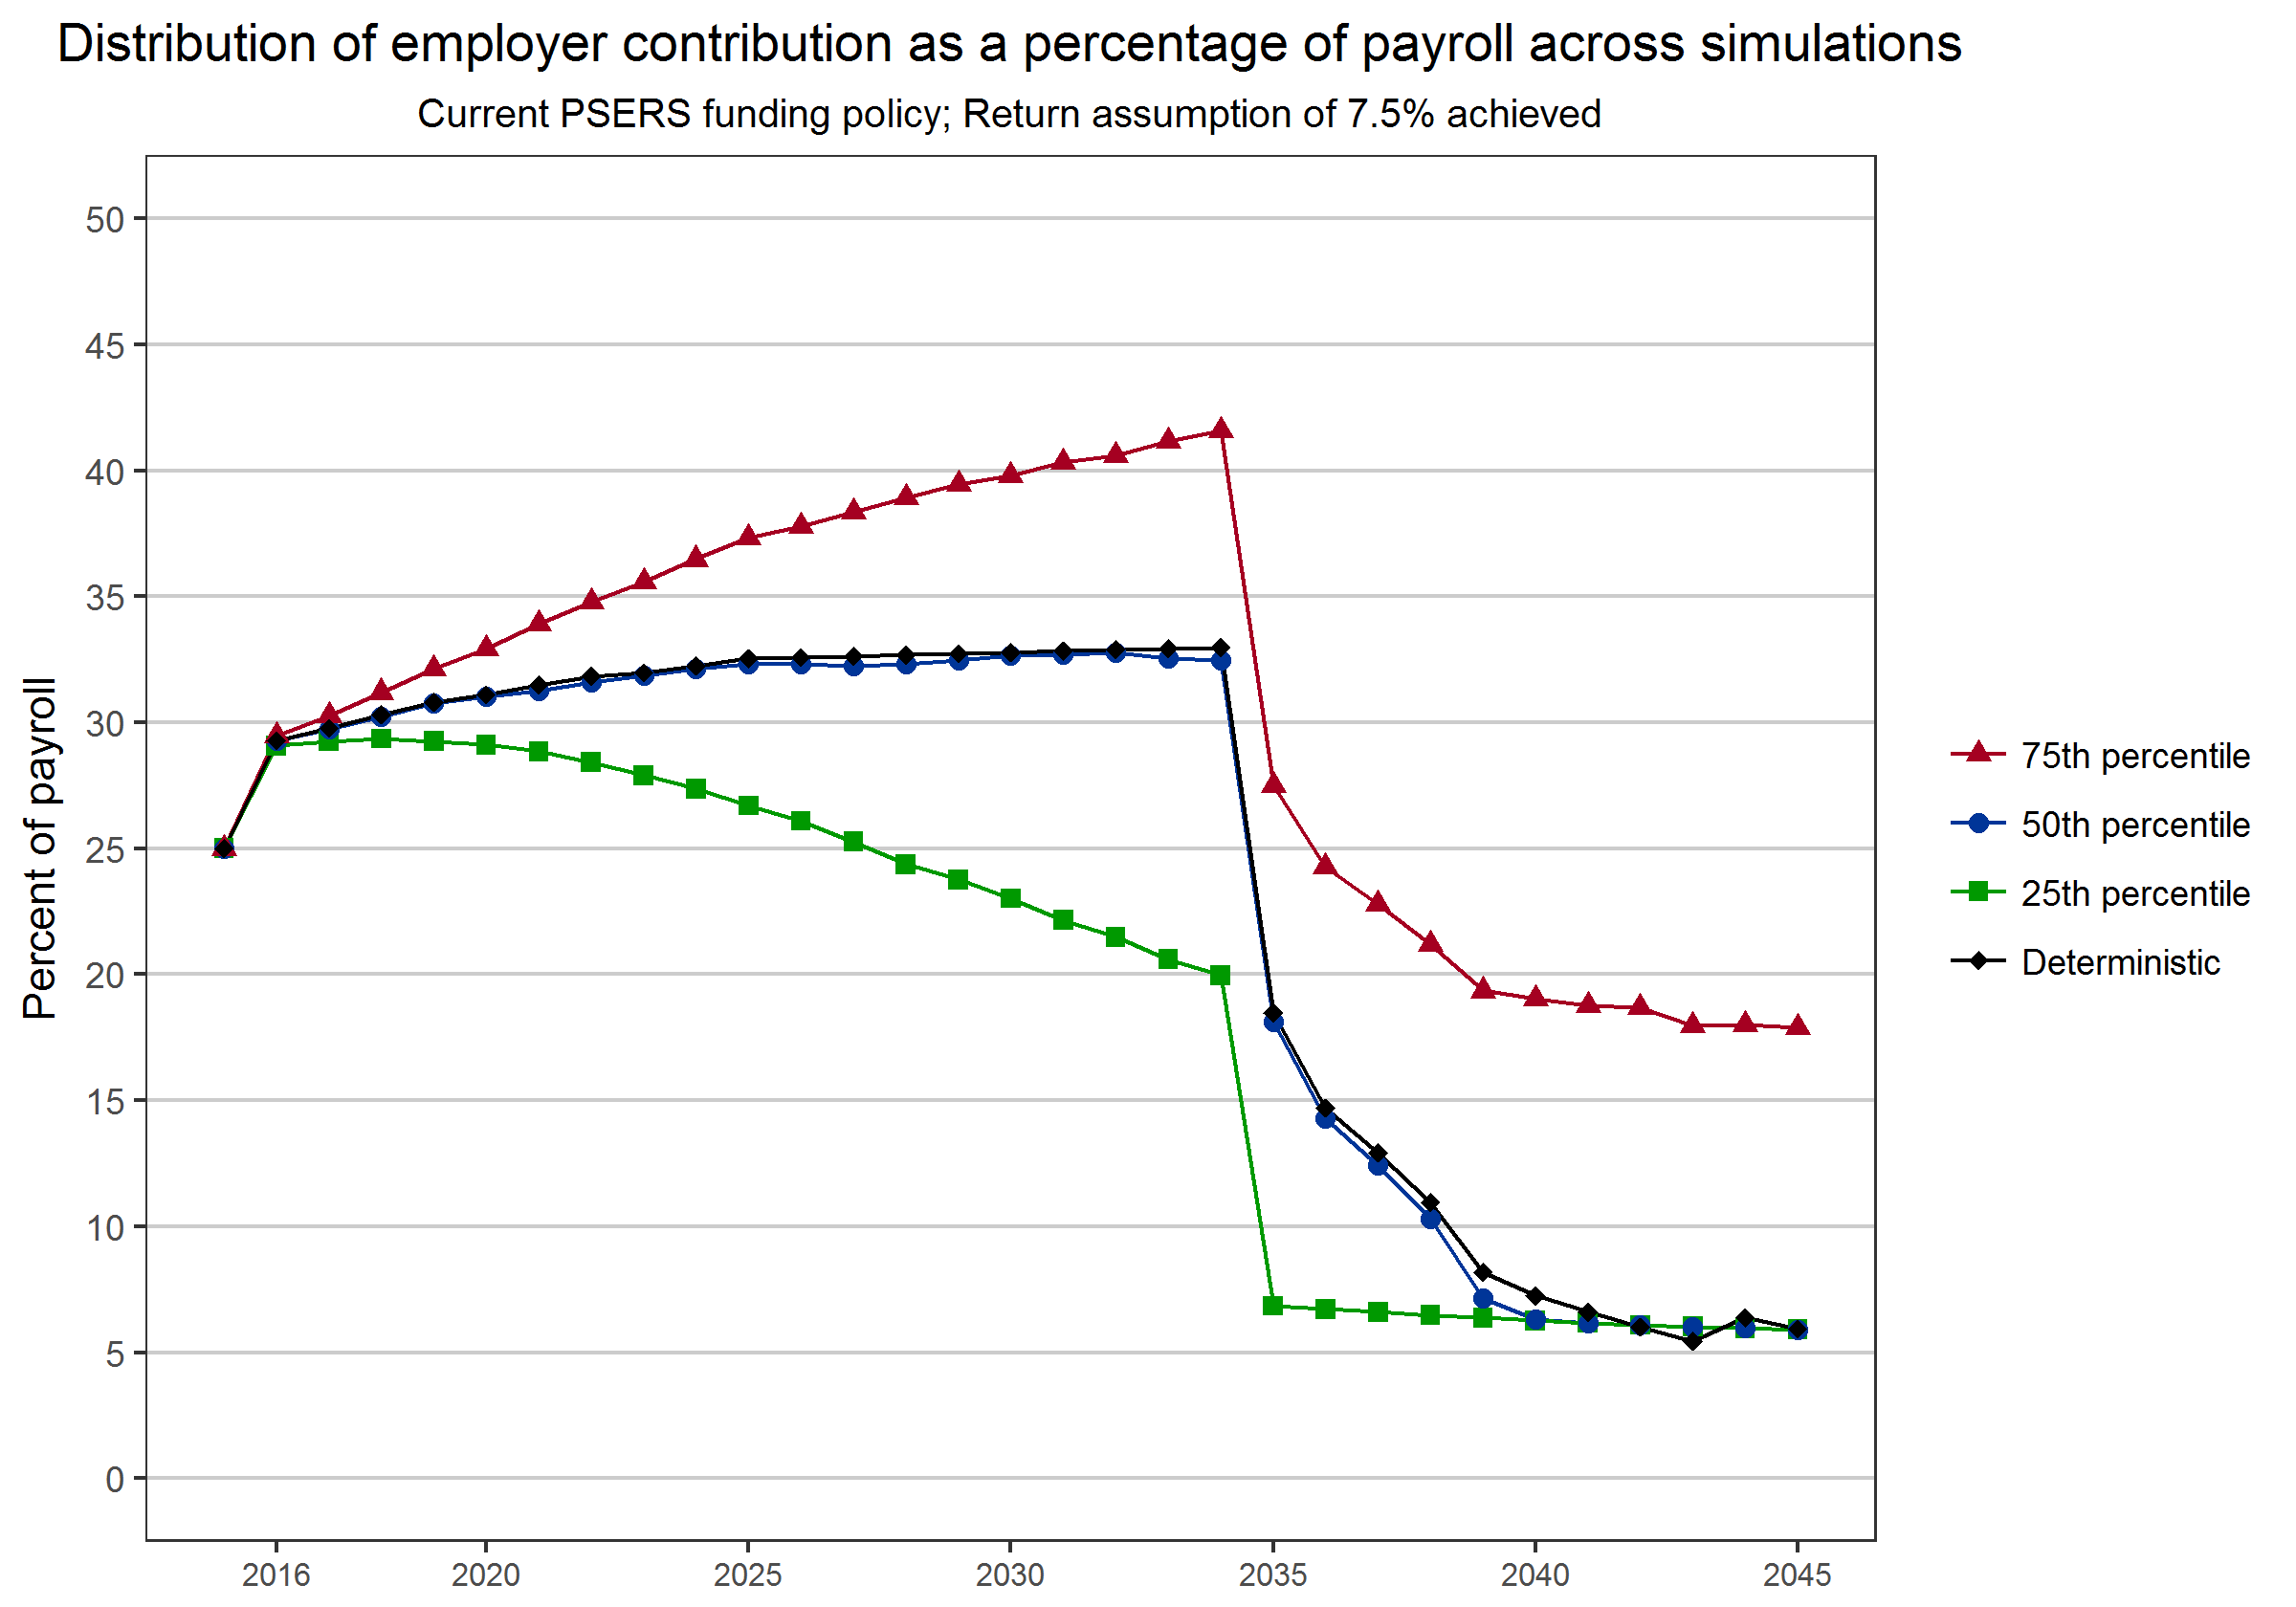 Distribution of employer contribution as a percentage of payroll across simulations
Current PSERS funding policy; Return assumption of 7.5% achieved
Percent of payroll
50
45
40
35
30
25
20
15
10
5
0
2016 2020 2025 2030 2035 2040 2045
75th percentile
50th percentile
25th percentile
Deterministic